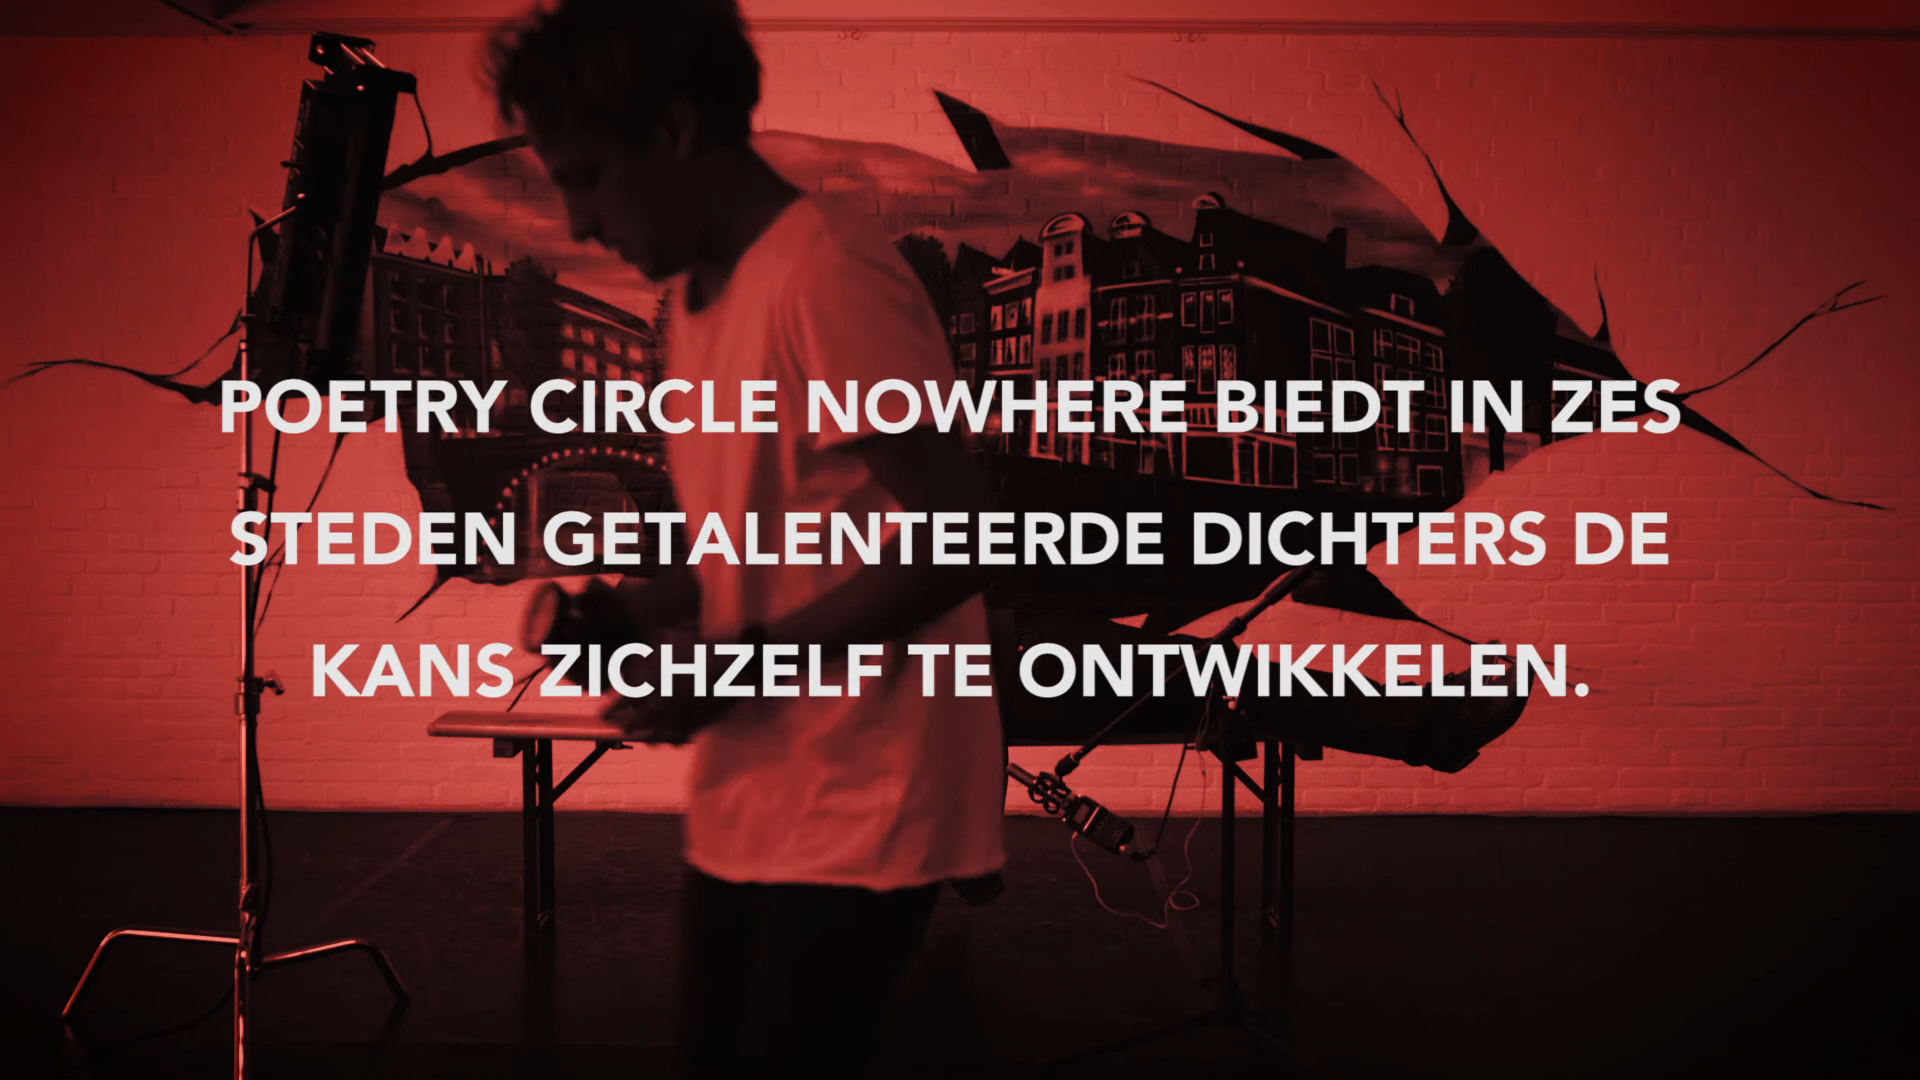 POETRY CIRCLE NOWHERE BIEDT IN ZES
STEDEN GETALENTEERDE DICHTERS DE
KANS ZICHZELF TE ONTWIKKELEN.